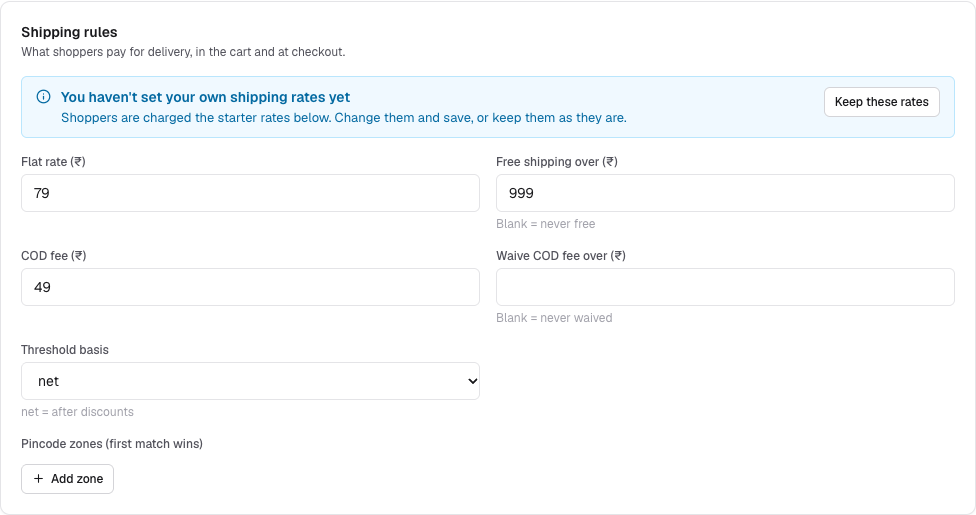 Shipping rules
What shoppers pay for delivery, in the cart and at checkout.
You haven't set your own shipping rates yet
Shoppers are charged the starter rates below. Change them and save, or keep them as they are.
Keep these rates
Flat rate (₹)
79
Free shipping over (₹)
999
Blank = never free
COD fee (₹)
49
Waive COD fee over (₹)
Blank = never waived
Threshold basis
net
net = after discounts
Pincode zones (first match wins)
+ Add zone